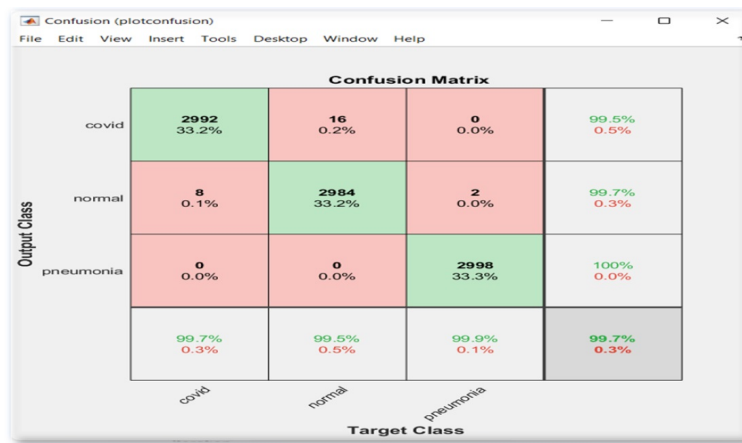 Confusion (plotconfusion)
File Edit View Insert Tools Desktop Window Help
Confusion Matrix
covid 2992 16 0 99.5%
33.2% 0.2% 0.0% 0.5%
normal 8 2984 2 99.7%
0.1% 33.2% 0.0% 0.3%
pneumonia 0 0 2998 100%
0.0% 0.0% 33.3% 0.0%
99.7% 99.5% 99.9% 99.7%
0.3% 0.5% 0.1% 0.3%
covid normal pneumonia
Target Class
Output Class